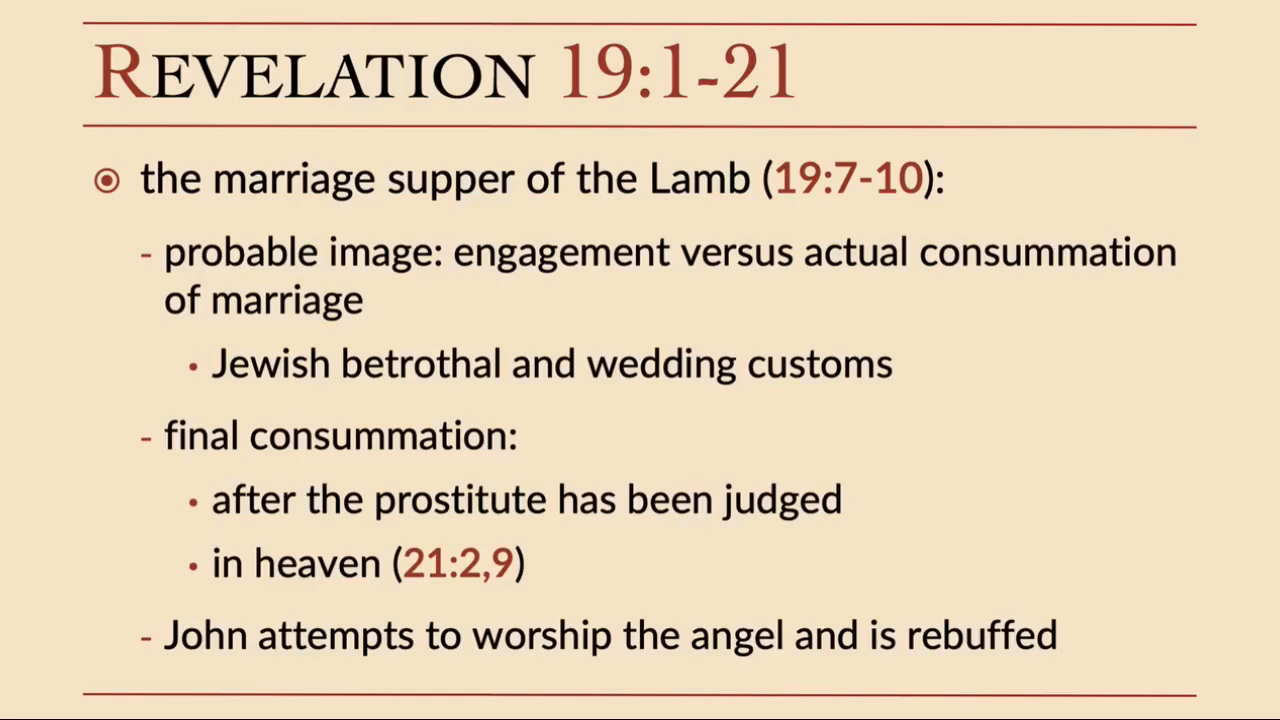 REVELATION 19:1-21
the marriage supper of the Lamb (19:7-10):
- probable image: engagement versus actual consummation
of marriage
• Jewish betrothal and wedding customs
- final consummation:
• after the prostitute has been judged
• in heaven (21:2,9)
- John attempts to worship the angel and is rebuffed